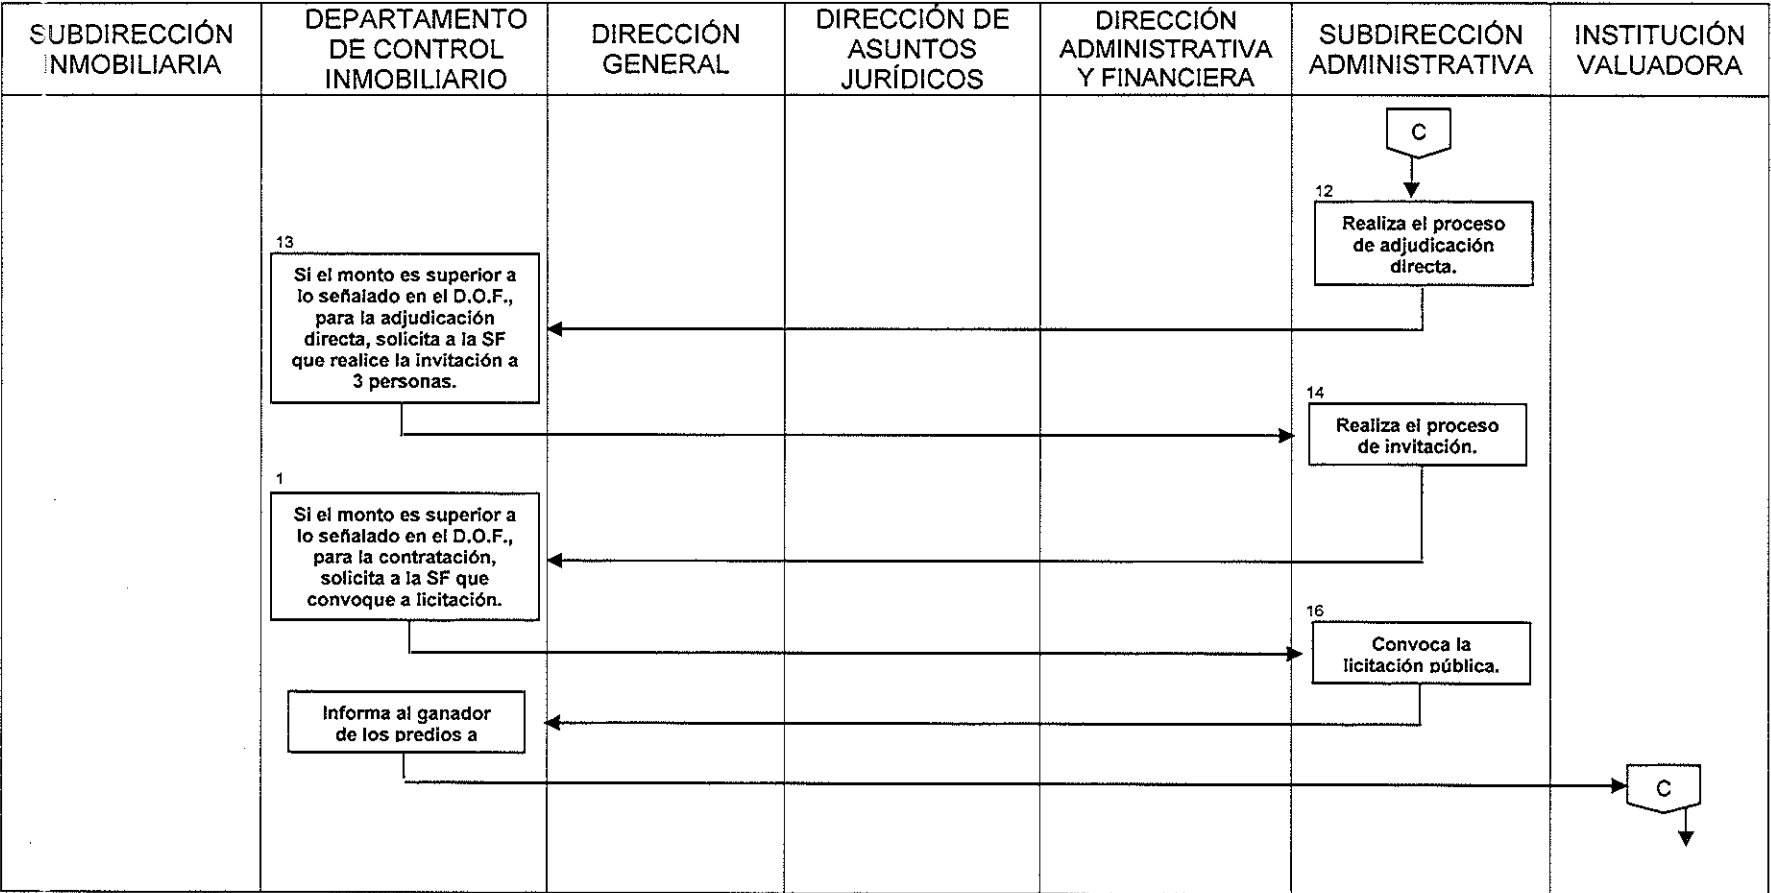 SUBDIRECCIÓN
INMOBILIARIA
DEPARTAMENTO
DE CONTROL
INMOBILIARIO
DIRECCIÓN
GENERAL
DIRECCIÓN DE
ASUNTOS
JURÍDICOS
DIRECCIÓN
ADMINISTRATIVA
Y FINANCIERA
SUBDIRECCIÓN
ADMINISTRATIVA
INSTITUCIÓN
VALUADORA
C
12
Realiza el proceso
de adjudicación
directa.
13
Si el monto es superior a
lo señalado en el D.O.F.,
para la adjudicación
directa, solicita a la SF
que realice la invitación a
3 personas.
14
Realiza el proceso
de invitación.
1
Si el monto es superior a
lo señalado en el D.O.F.,
para la contratación,
solicita a la SF que
convoque a licitación.
16
Convoca la
licitación pública.
Informa al ganador
de los predios a
C